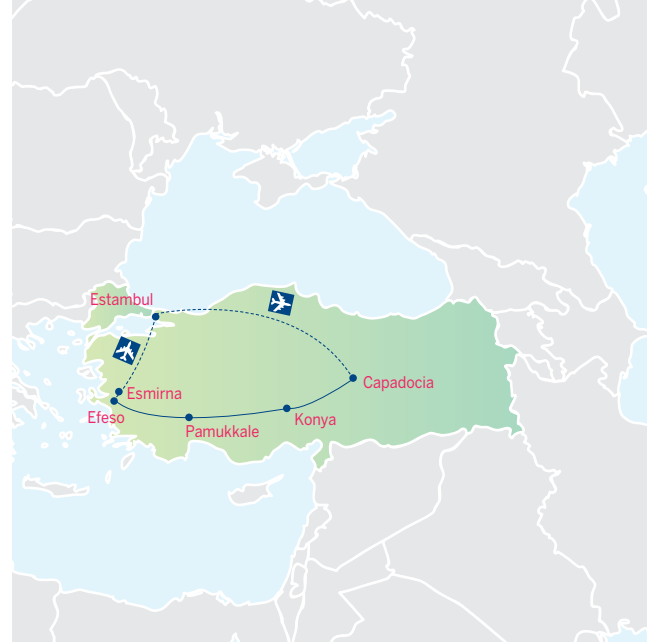 Estambul
Esmirna
Capadocia
Efeso
Konya
Pamukkale